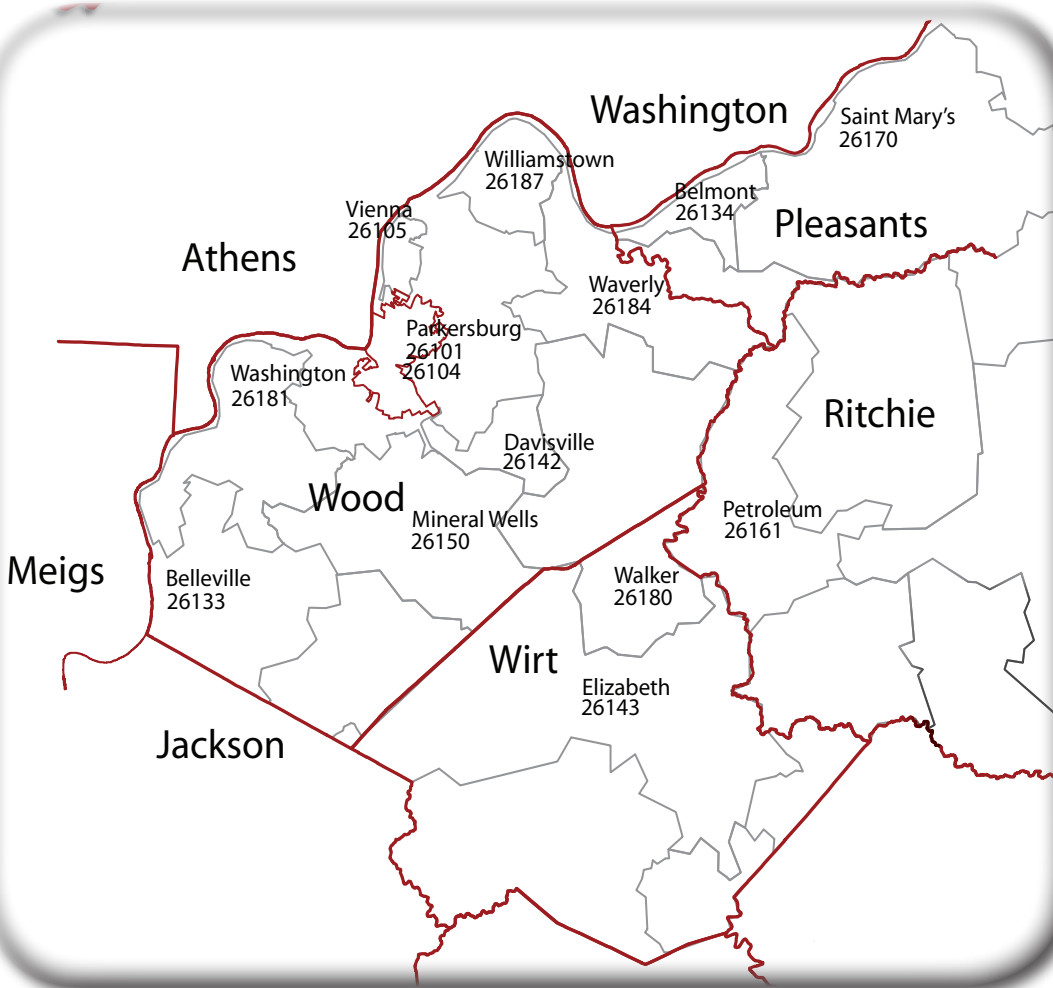 Washington
Saint Mary's
26170
Williamstown
26187
Belmont
26134
Vienna
26105
Pleasants
Athens
Waverly
26184
Parkersburg
26101
26104
Washington
26181
Ritchie
Davisville
26142
Wood
Mineral Wells
26150
Petroleum
26161
Meigs
Belleville
26133
Walker
26180
Wirt
Elizabeth
26143
Jackson